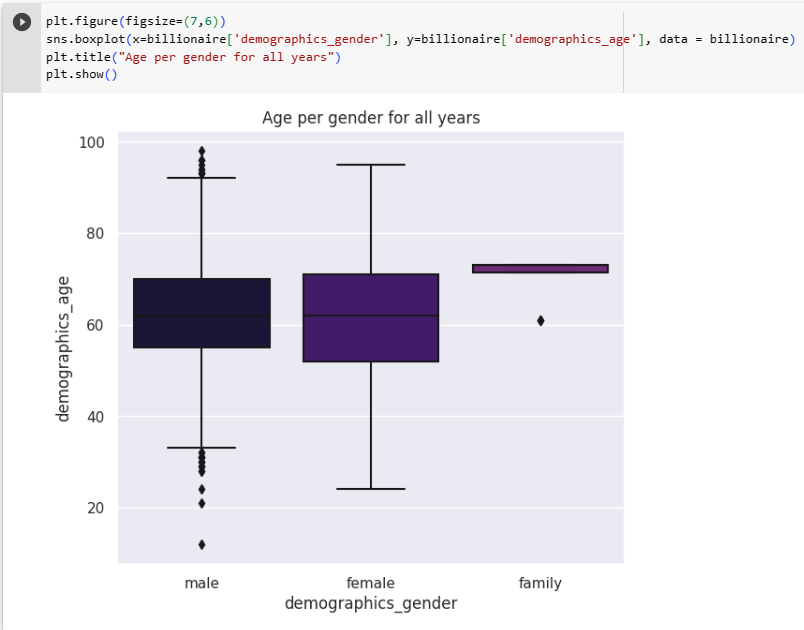 plt.figure(figsize=(7,6))
sns.boxplot(x=billionaire['demographics_gender'], y=billionaire['demographics_age'], data = billionaire)
plt.title("Age per gender for all years")
plt.show()
Age per gender for all years
100
80
60
40
20
demographics_age
male female family
demographics_gender